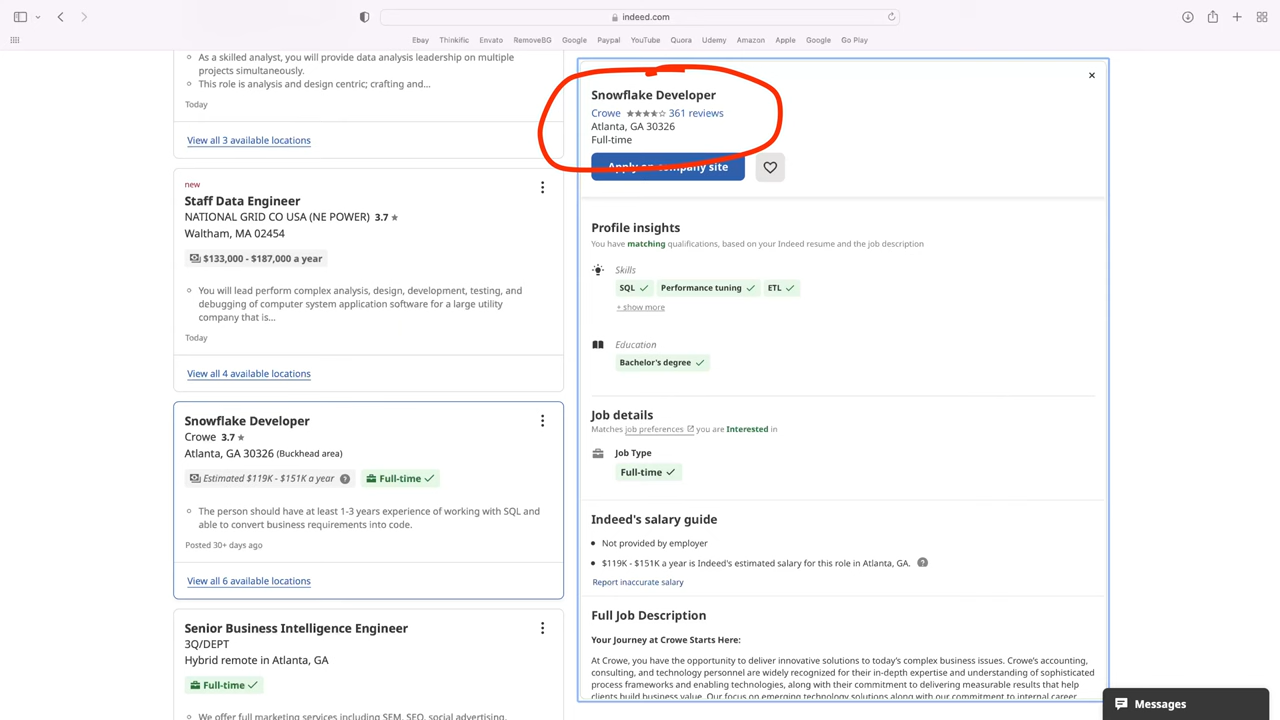 indeed.com
Ebay Thinkific Envato RemoveBG Google Paypal YouTube Quora Udemy Amazon Apple Google Go Play
As a skilled analyst, you will provide data analysis leadership on multiple
projects simultaneously.
This role is analysis and design centric; crafting and…
Today
View all 3 available locations
new
Staff Data Engineer
NATIONAL GRID CO USA (NE POWER) 3.7 ★
Waltham, MA 02454
$133,000 - $187,000 a year
You will lead perform complex analysis, design, development, testing, and
debugging of computer system application software for a large utility
company that is…
Today
View all 4 available locations
Snowflake Developer
Crowe 3.7 ★
Atlanta, GA 30326 (Buckhead area)
Estimated $119K - $151K a year ? Full-time ✓
The person should have at least 1-3 years experience of working with SQL and
able to convert business requirements into code.
Posted 30+ days ago
View all 6 available locations
Senior Business Intelligence Engineer
3Q/DEPT
Hybrid remote in Atlanta, GA
Full-time ✓
We offer full marketing services including SEM, SEO, social advertising,
Snowflake Developer
Crowe ★★★★☆ 361 reviews
Atlanta, GA 30326
Full-time
Apply on company site
Profile insights
You have matching qualifications, based on your Indeed resume and the job description
Skills
SQL ✓ Performance tuning ✓ ETL ✓
+ show more
Education
Bachelor's degree ✓
Job details
Matches job preferences you are Interested in
Job Type
Full-time ✓
Indeed's salary guide
Not provided by employer
$119K - $151K a year is Indeed's estimated salary for this role in Atlanta, GA. ?
Report inaccurate salary
Full Job Description
Your Journey at Crowe Starts Here:
At Crowe, you have the opportunity to deliver innovative solutions to today's complex business issues. Crowe's accounting,
consulting, and technology personnel are widely recognized for their in-depth expertise and understanding of sophisticated
process frameworks and enabling technologies, along with their commitment to delivering measurable results that help
clients build business value. Our focus on emerging technology solutions along with our commitment to internal career
Messages